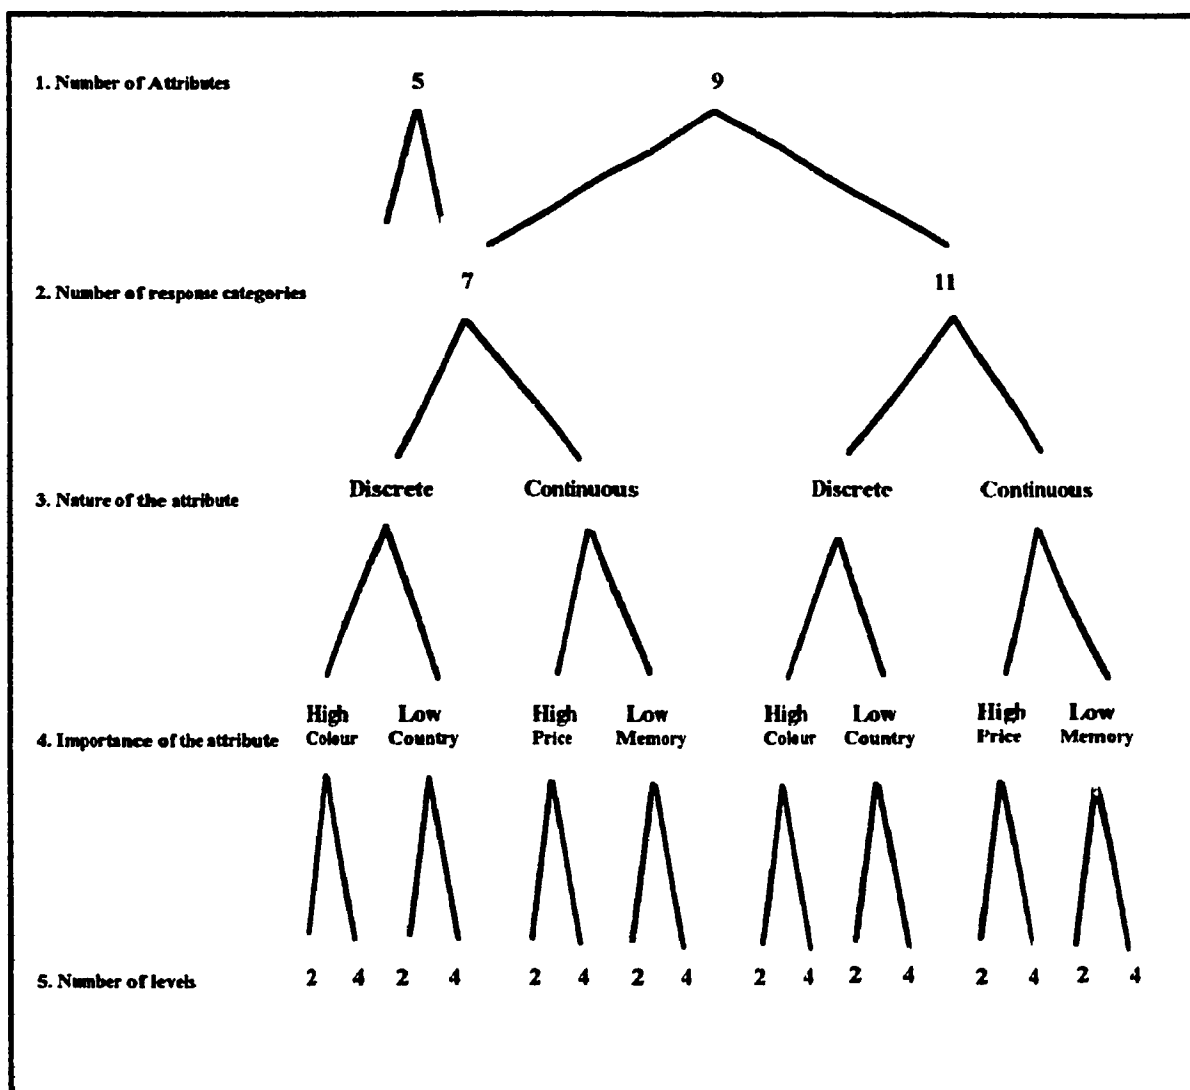 1. Number of Attributes 5 9
2. Number of response categories 7 11
3. Nature of the attribute Discrete Continuous Discrete Continuous
High Low High Low High Low High Low
4. Importance of the attribute Colour Country Price Memory Colour Country Price Memory
5. Number of levels 2 4 2 4 2 4 2 4 2 4 2 4 2 4 2 4